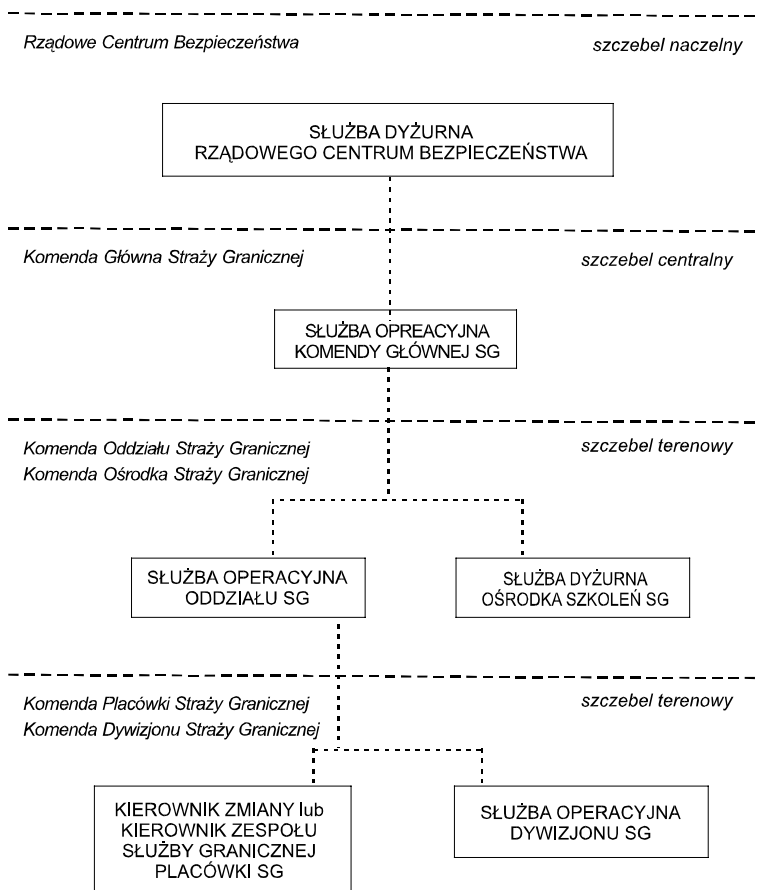 Rządowe Centrum Bezpieczeństwa
szczebel naczelny
SŁUŻBA DYŻURNA
RZĄDOWEGO CENTRUM BEZPIECZEŃSTWA
Komenda Główna Straży Granicznej
szczebel centralny
SŁUŻBA OPREACYJNA
KOMENDY GŁÓWNEJ SG
Komenda Oddziału Straży Granicznej
szczebel terenowy
Komenda Ośrodka Straży Granicznej
SŁUŻBA OPERACYJNA
ODDZIAŁU SG
SŁUŻBA DYŻURNA
OŚRODKA SZKOLEŃ SG
Komenda Placówki Straży Granicznej
szczebel terenowy
Komenda Dywizjonu Straży Granicznej
KIEROWNIK ZMIANY lub
KIEROWNIK ZESPOŁU
SŁUŻBY GRANICZNEJ
PLACÓWKI SG
SŁUŻBA OPERACYJNA
DYWIZJONU SG